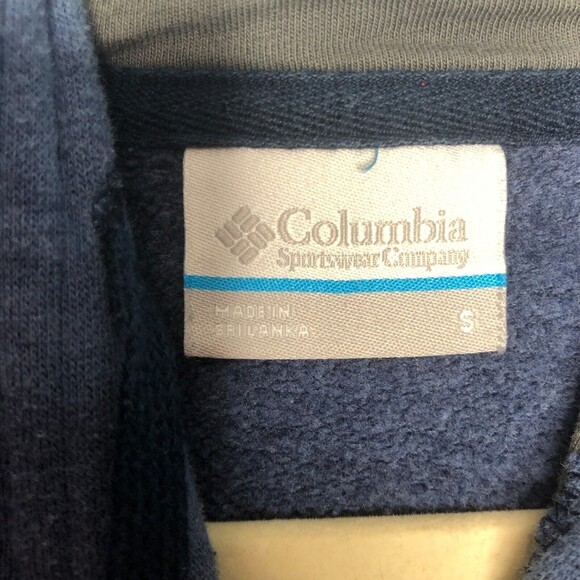 Columbia
Sportswear Company
MADE IN
SRI LANKA
S